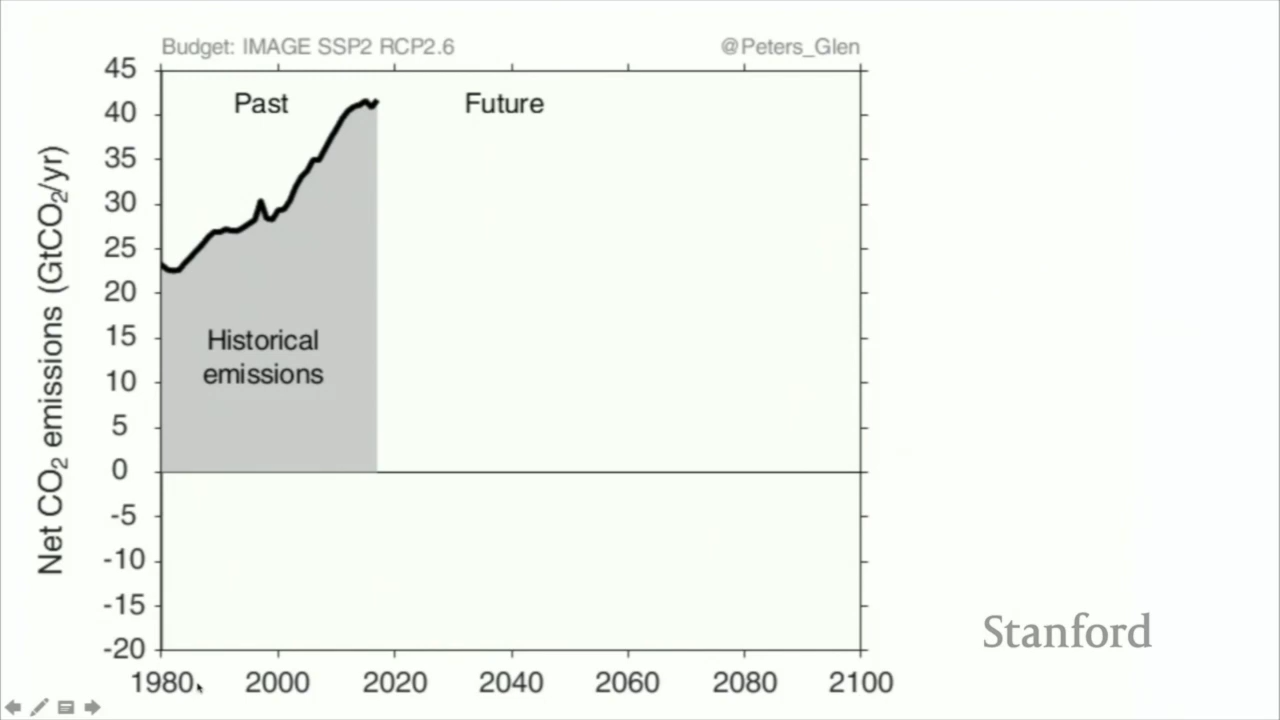 Budget: IMAGE SSP2 RCP2.6
@Peters_Glen
45
40
35
30
25
20
15
10
5
0
-5
-10
-15
-20
Net CO₂ emissions (GtCO₂/yr)
Past
Future
Historical
emissions
1980 2000 2020 2040 2060 2080 2100
Stanford